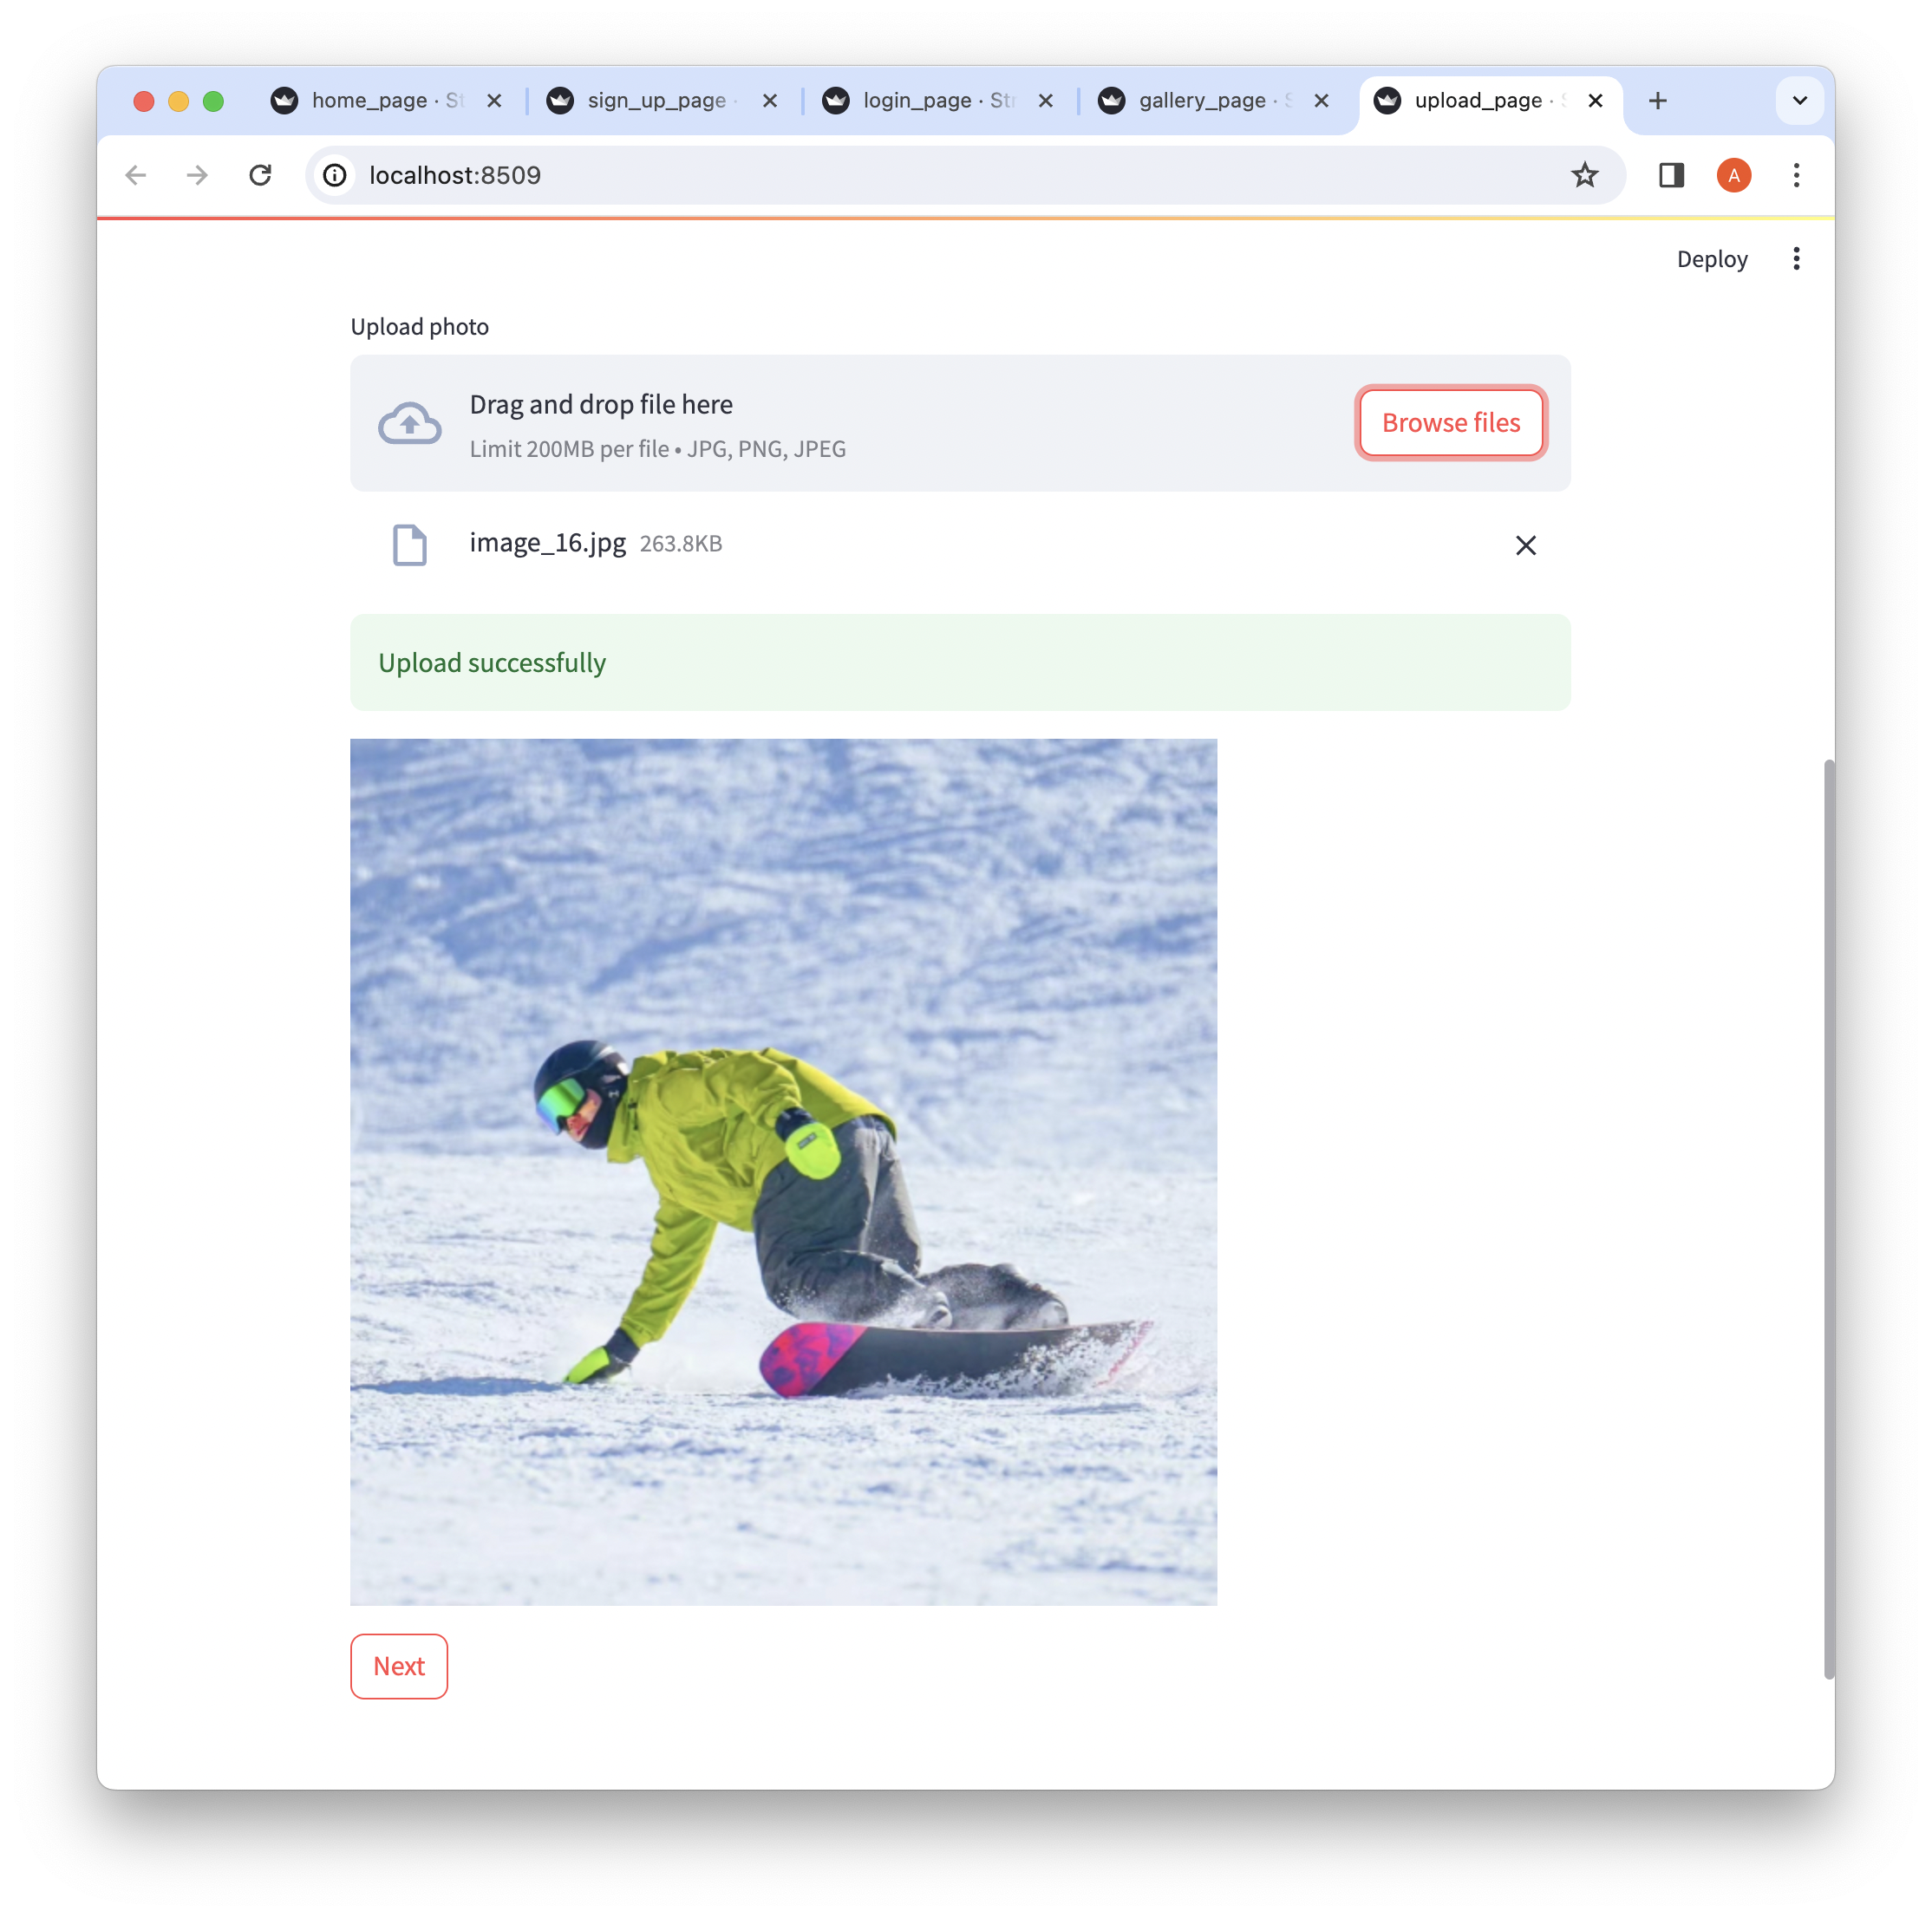 home_page · St
sign_up_page ·
login_page · Str
gallery_page · S
upload_page · S
localhost:8509
A
Deploy
Upload photo
Drag and drop file here
Browse files
Limit 200MB per file • JPG, PNG, JPEG
image_16.jpg 263.8KB
Upload successfully
Next